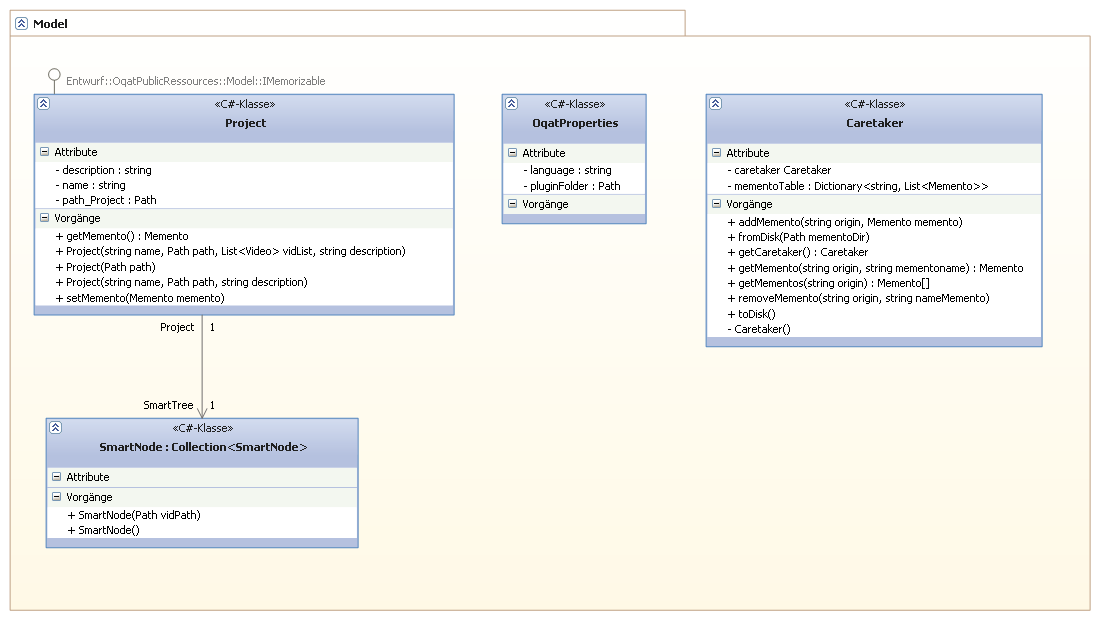 Model
Entwurf::OqatPublicRessources::Model::IMemorizable
«C#-Klasse»
Project
Attribute
- description : string
- name : string
- path_Project : Path
Vorgänge
+ getMemento() : Memento
+ Project(string name, Path path, List<Video> vidList, string description)
+ Project(Path path)
+ Project(string name, Path path, string description)
+ setMemento(Memento memento)
«C#-Klasse»
OqatProperties
Attribute
- language : string
- pluginFolder : Path
Vorgänge
«C#-Klasse»
Caretaker
Attribute
- caretaker Caretaker
- mementoTable : Dictionary<string, List<Memento>>
Vorgänge
+ addMemento(string origin, Memento memento)
+ fromDisk(Path mementoDir)
+ getCaretaker() : Caretaker
+ getMemento(string origin, string mementoname) : Memento
+ getMementos(string origin) : Memento[]
+ removeMemento(string origin, string nameMemento)
+ toDisk()
- Caretaker()
Project 1
SmartTree 1
«C#-Klasse»
SmartNode : Collection<SmartNode>
Attribute
Vorgänge
+ SmartNode(Path vidPath)
+ SmartNode()